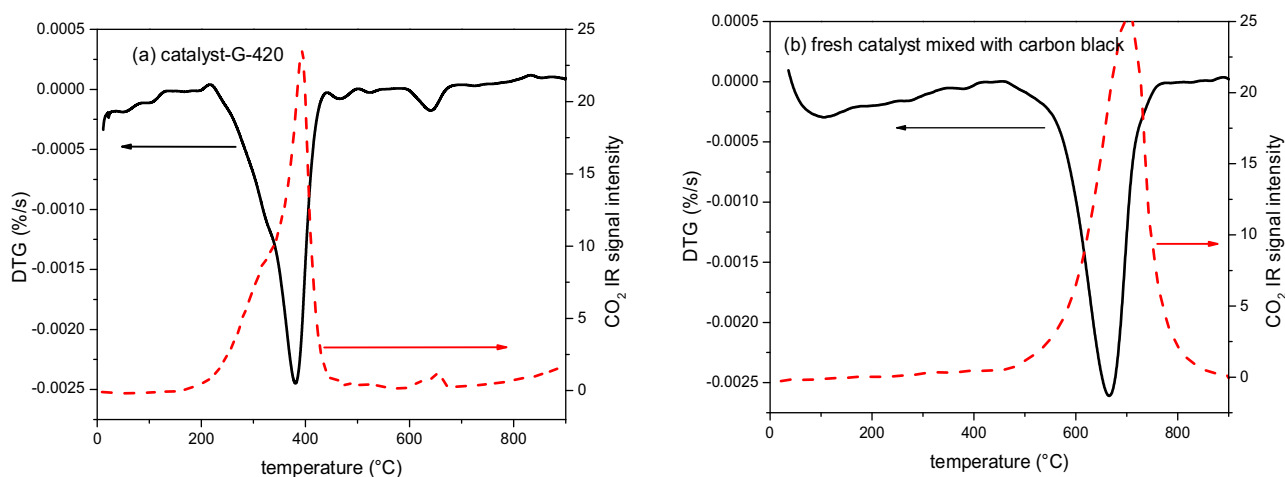 (a) catalyst-G-420
0.0005
0.0000
-0.0005
-0.0010
-0.0015
-0.0020
-0.0025
DTG (%/s)
0 200 400 600 800
temperature (°C)
25
20
15
10
5
0
CO₂ IR signal intensity
(b) fresh catalyst mixed with carbon black
0.0005
0.0000
-0.0005
-0.0010
-0.0015
-0.0020
-0.0025
DTG (%/s)
0 200 400 600 800
temperature (°C)
25
20
15
10
5
0
CO₂ IR signal intensity